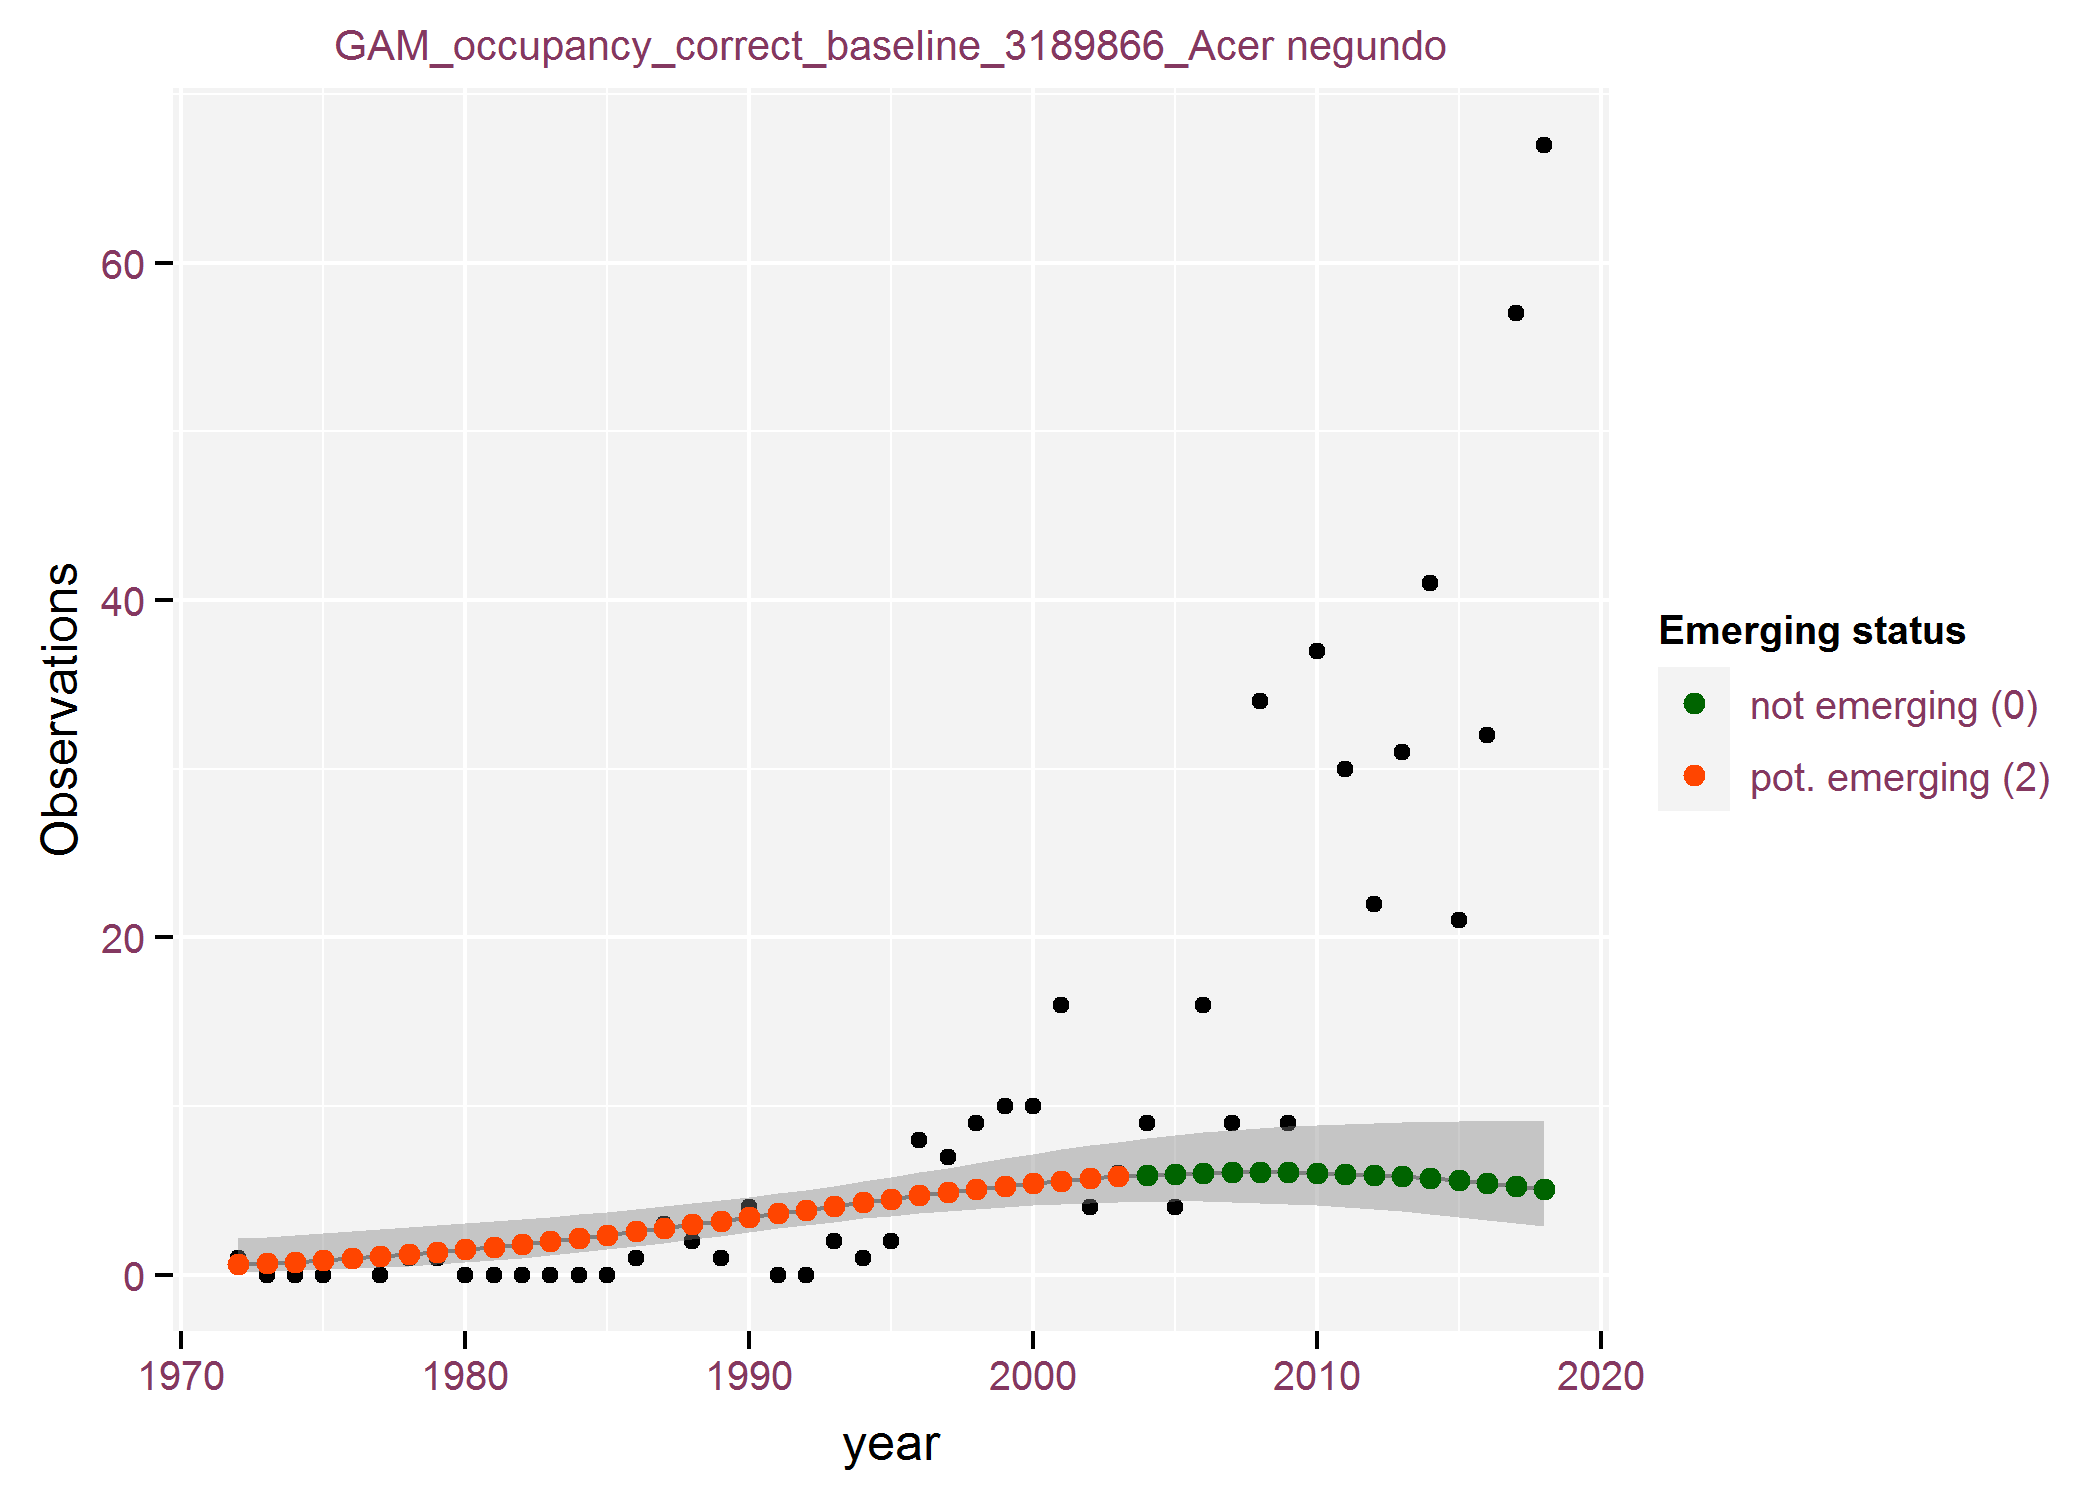 GAM_occupancy_correct_baseline_3189866_Acer negundo
Observations
60
40
20
0
1970
1980
1990
2000
2010
2020
year
Emerging status
not emerging (0)
pot. emerging (2)